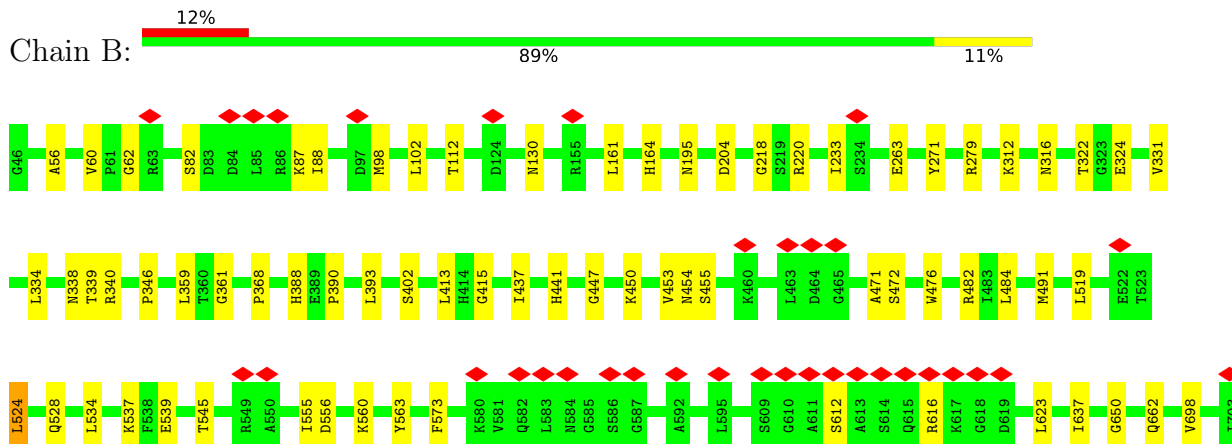 12%
Chain B:
89% 11%
G46 A56 V60 P61 G62 R63 S82 D83 D84 L85 R86 K87 I88 D97 M98 L102 T112 D124 N130 R155 L161 H164 N195 D204 G218 S219 R220 I233 S234 E263 Y271 R279 K312 N316 T322 G323 E324 V331
L334 N338 T339 R340 P346 L359 T360 G361 P368 H388 E389 P390 L393 S402 L413 H414 G415 I437 H441 G447 K450 V453 N454 S455 K460 L463 D464 G465 A471 S472 W476 R482 I483 L484 M491 L519 E522 T523
L524 Q528 L534 K537 F538 E539 T545 R549 A550 I555 D556 K560 Y563 F573 K580 V581 Q582 L583 N584 G585 S586 G587 A592 L595 S609 G610 A611 S612 A613 S614 Q615 R616 K617 G618 D619 L623 I637 G650 Q662 V698